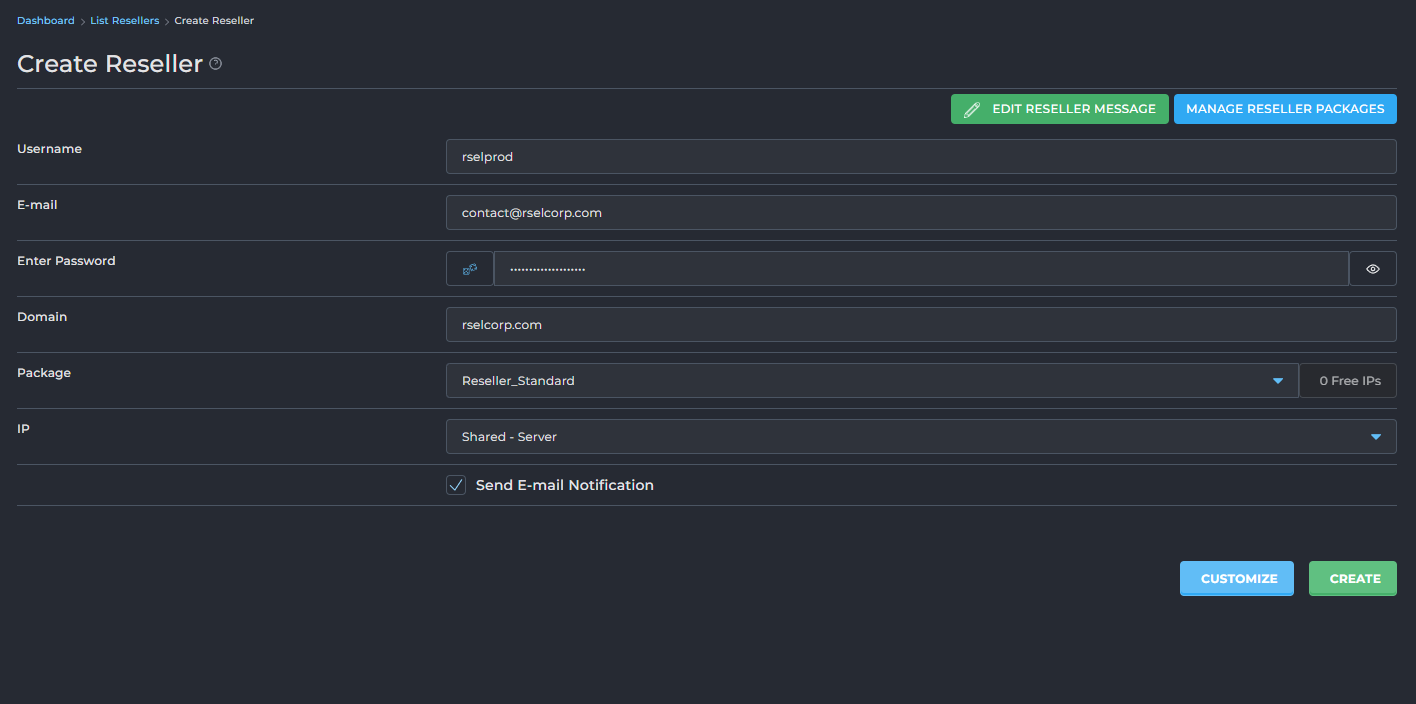 Dashboard > List Resellers > Create Reseller
Create Reseller
EDIT RESELLER MESSAGE MANAGE RESELLER PACKAGES
Username rselprod
E-mail contact@rselcorp.com
Enter Password ••••••••••••••••••••
Domain rselcorp.com
Package Reseller_Standard 0 Free IPs
IP Shared - Server
Send E-mail Notification
CUSTOMIZE CREATE